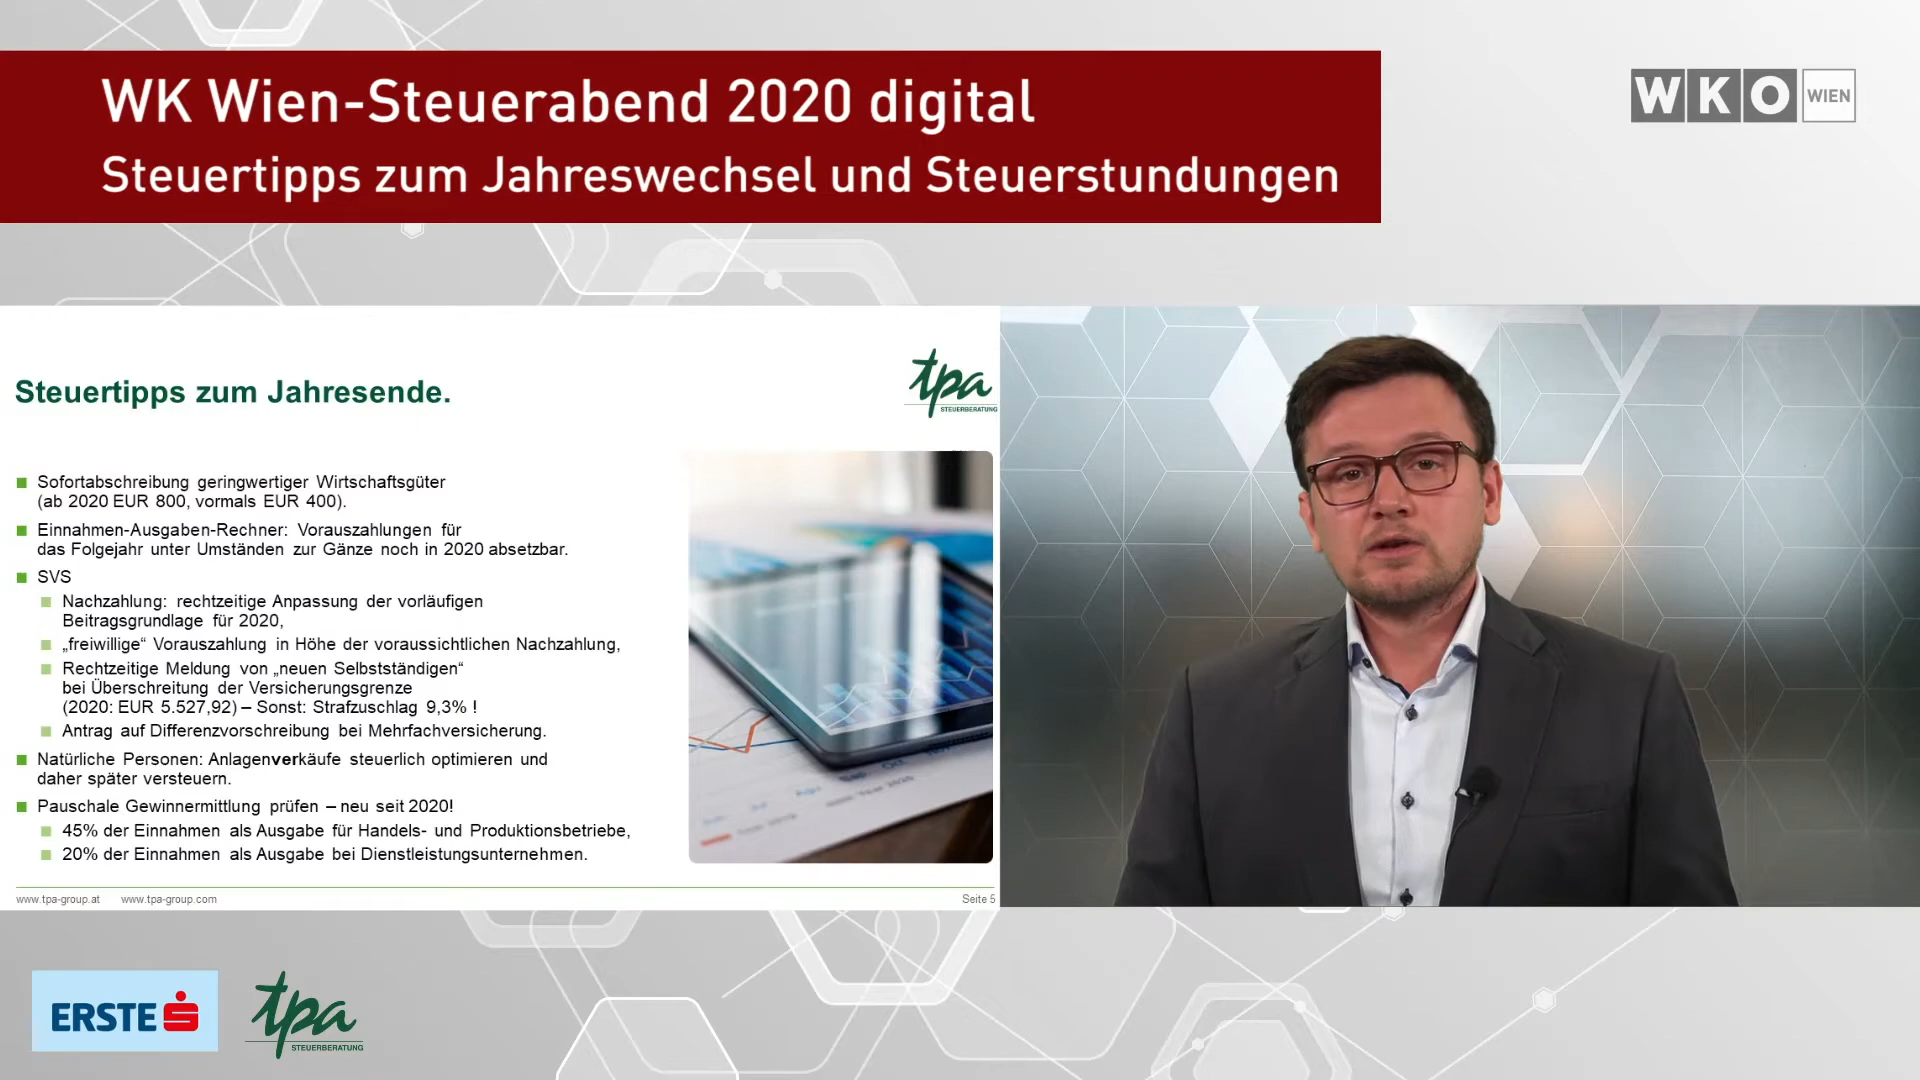 WK Wien-Steuerabend 2020 digital
Steuertipps zum Jahreswechsel und Steuerstundungen
WKO WIEN
Steuertipps zum Jahresende.
tpa
STEUERBERATUNG
■ Sofortabschreibung geringwertiger Wirtschaftsgüter
(ab 2020 EUR 800, vormals EUR 400).
■ Einnahmen-Ausgaben-Rechner: Vorauszahlungen für
das Folgejahr unter Umständen zur Gänze noch in 2020 absetzbar.
■ SVS
■ Nachzahlung: rechtzeitige Anpassung der vorläufigen
Beitragsgrundlage für 2020,
■ „freiwillige“ Vorauszahlung in Höhe der voraussichtlichen Nachzahlung,
■ Rechtzeitige Meldung von „neuen Selbstständigen“
bei Überschreitung der Versicherungsgrenze
(2020: EUR 5.527,92) – Sonst: Strafzuschlag 9,3% !
■ Antrag auf Differenzvorschreibung bei Mehrfachversicherung.
■ Natürliche Personen: Anlagenverkäufe steuerlich optimieren und
daher später versteuern.
■ Pauschale Gewinnermittlung prüfen – neu seit 2020!
■ 45% der Einnahmen als Ausgabe für Handels- und Produktionsbetriebe,
■ 20% der Einnahmen als Ausgabe bei Dienstleistungsunternehmen.
www.tpa-group.at www.tpa-group.com
Seite 5
ERSTE
tpa
STEUERBERATUNG